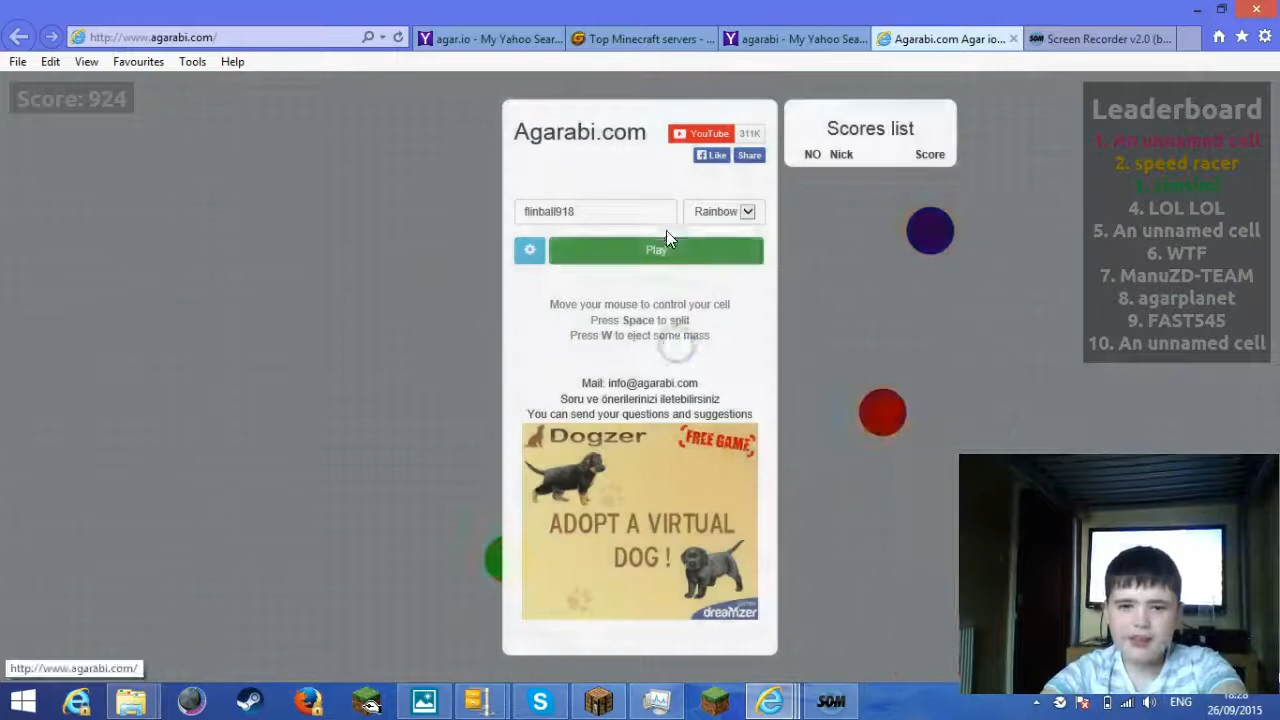 http://www.agarabi.com/
agar.io - My Yahoo Sear...
Top Minecraft servers - ...
agarabi - My Yahoo Sea...
Agarabi.com Agar io...
SOM Screen Recorder v2.0 (b...
File Edit View Favourites Tools Help
Score: 924
Agarabi.com
YouTube 311K
Like Share
flinball918
Rainbow
Play
Move your mouse to control your cell
Press Space to split
Press W to eject some mass
Mail: info@agarabi.com
Soru ve önerilerinizi iletebilirsiniz
You can send your questions and suggestions
Dogzer
FREE GAME
ADOPT A VIRTUAL
DOG !
dreamzer
Scores list
NO Nick Score
Leaderboard
1. An unnamed cell
2. speed racer
4. LOL LOL
5. An unnamed cell
6. WTF
7. ManuZD-TEAM
8. agarplanet
9. FAST545
10. An unnamed cell
http://www.agarabi.com/
SOM
ENG
16:28
26/09/2015